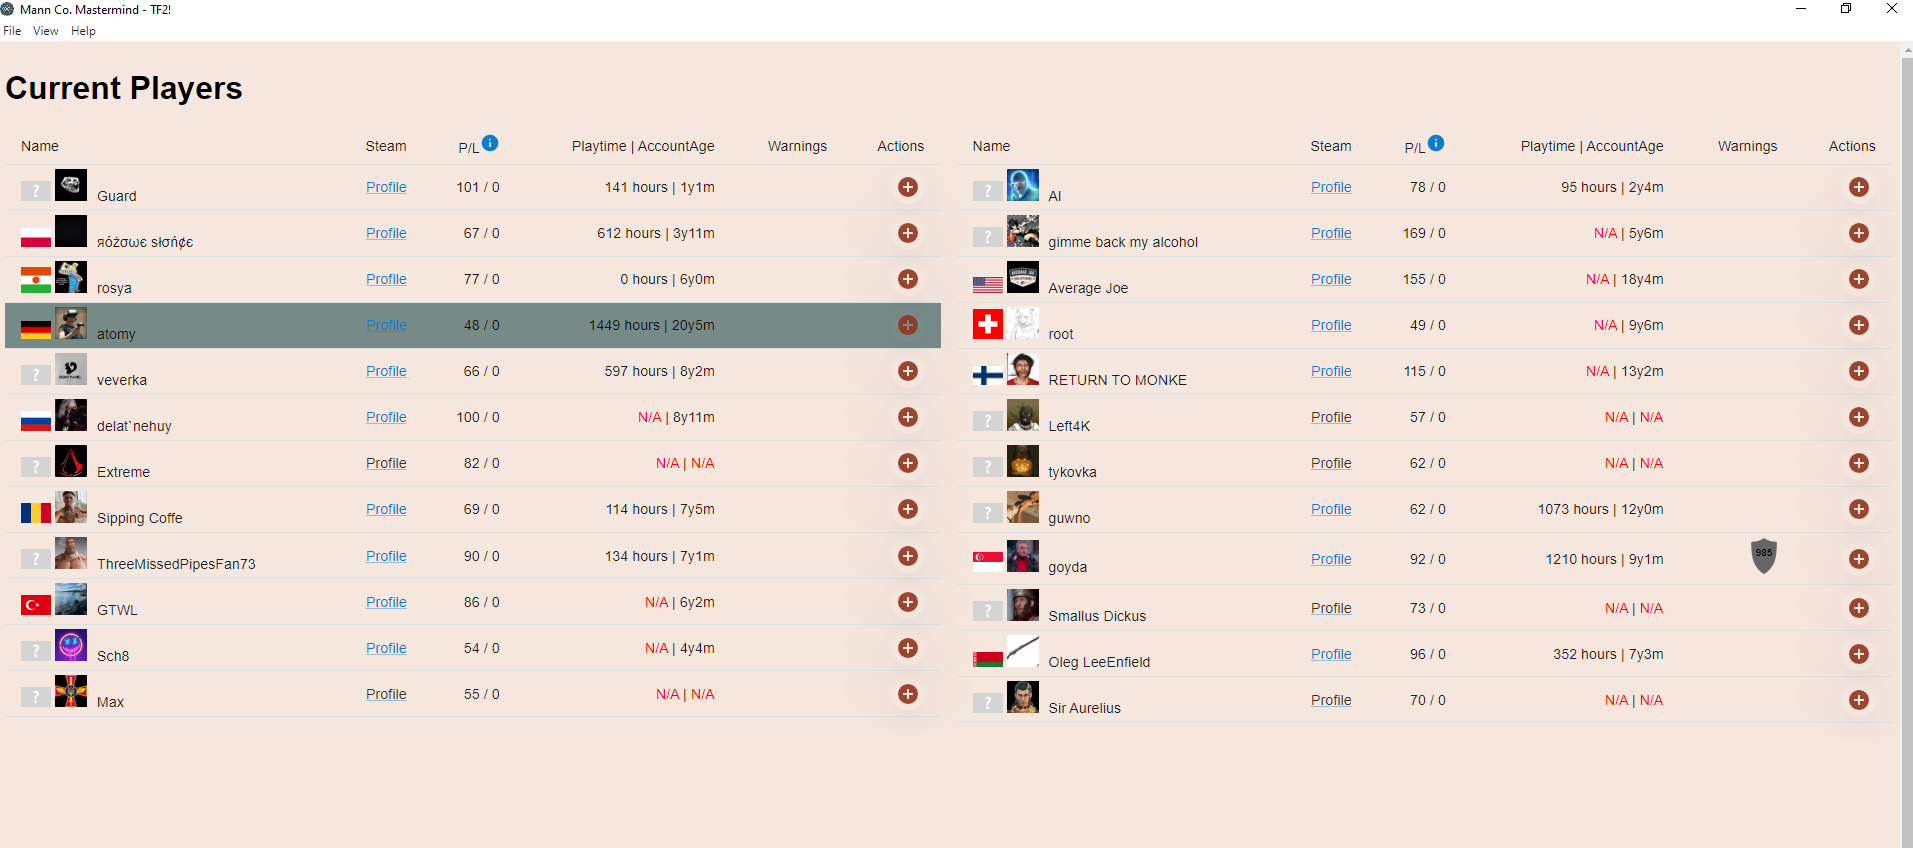 Mann Co. Mastermind - TF2!
File View Help
Current Players
Name Steam P/L i Playtime | AccountAge Warnings Actions
? Guard Profile 101 / 0 141 hours | 1y1m
яóżσωє słσń¢є Profile 67 / 0 612 hours | 3y11m
rosya Profile 77 / 0 0 hours | 6y0m
atomy Profile 48 / 0 1449 hours | 20y5m
? veverka Profile 66 / 0 597 hours | 8y2m
delat`nehuy Profile 100 / 0 N/A | 8y11m
? Extreme Profile 82 / 0 N/A | N/A
Sipping Coffe Profile 69 / 0 114 hours | 7y5m
? ThreeMissedPipesFan73 Profile 90 / 0 134 hours | 7y1m
GTWL Profile 86 / 0 N/A | 6y2m
? Sch8 Profile 54 / 0 N/A | 4y4m
? Max Profile 55 / 0 N/A | N/A
Name Steam P/L i Playtime | AccountAge Warnings Actions
? Profile 78 / 0 95 hours | 2y4m
? gimme back my alcohol Profile 169 / 0 N/A | 5y6m
Average Joe Profile 155 / 0 N/A | 18y4m
root Profile 49 / 0 N/A | 9y6m
RETURN TO MONKE Profile 115 / 0 N/A | 13y2m
? Left4K Profile 57 / 0 N/A | N/A
? tykovka Profile 62 / 0 N/A | N/A
? guwno Profile 62 / 0 1073 hours | 12y0m
goyda Profile 92 / 0 1210 hours | 9y1m 985
? Smallus Dickus Profile 73 / 0 N/A | N/A
Oleg LeeEnfield Profile 96 / 0 352 hours | 7y3m
? Sir Aurelius Profile 70 / 0 N/A | N/A